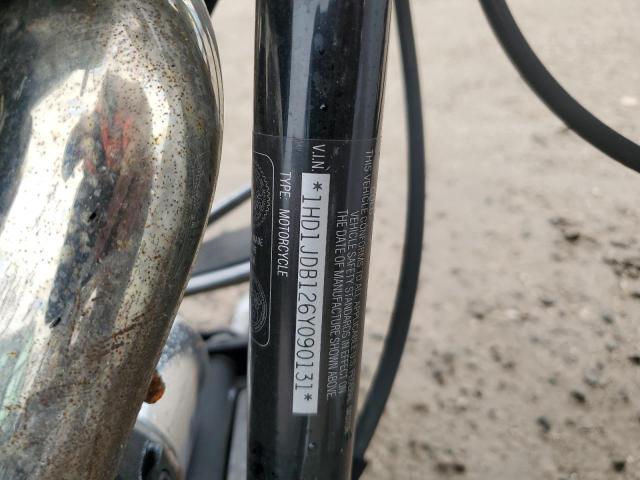 THIS VEHICLE CONFORMS TO ALL APPLICABLE U.S. FEDERAL
VEHICLE SAFETY STANDARDS IN EFFECT ON
THE DATE OF MANUFACTURE SHOWN ABOVE
V.I.N. *1HD1JDB126Y090131*
TYPE: MOTORCYCLE